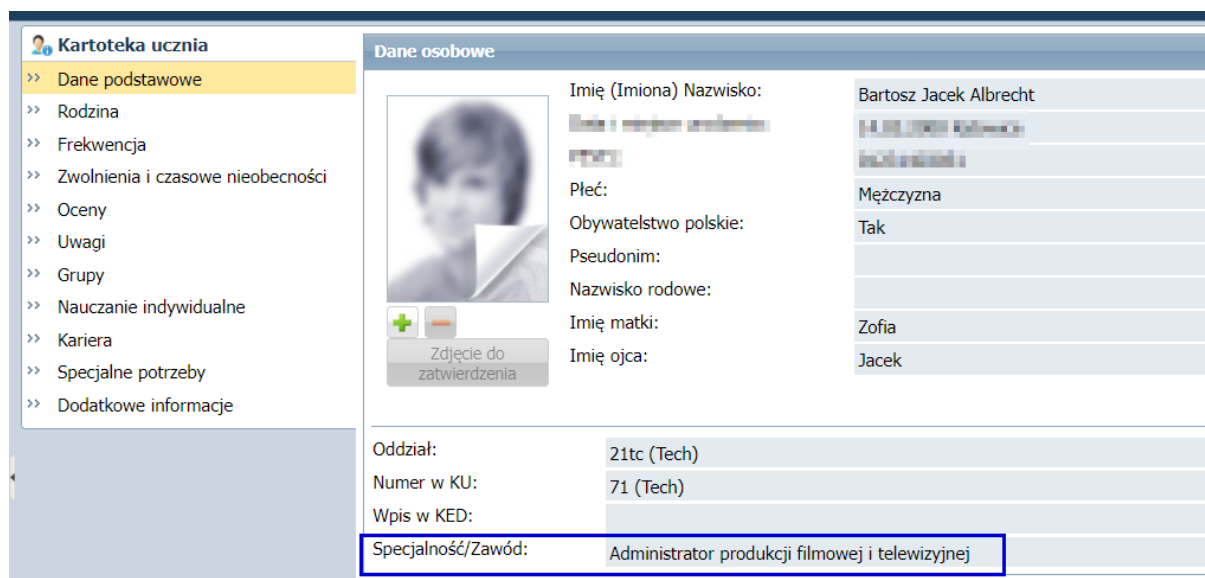 Kartoteka ucznia
Dane podstawowe
Rodzina
Frekwencja
Zwolnienia i czasowe nieobecności
Oceny
Uwagi
Grupy
Nauczanie indywidualne
Kariera
Specjalne potrzeby
Dodatkowe informacje
Dane osobowe
Imię (Imiona) Nazwisko: Bartosz Jacek Albrecht
Płeć: Mężczyzna
Obywatelstwo polskie: Tak
Pseudonim:
Nazwisko rodowe:
Imię matki: Zofia
Imię ojca: Jacek
Zdjęcie do
zatwierdzenia
Oddział: 21tc (Tech)
Numer w KU: 71 (Tech)
Wpis w KED:
Specjalność/Zawód: Administrator produkcji filmowej i telewizyjnej